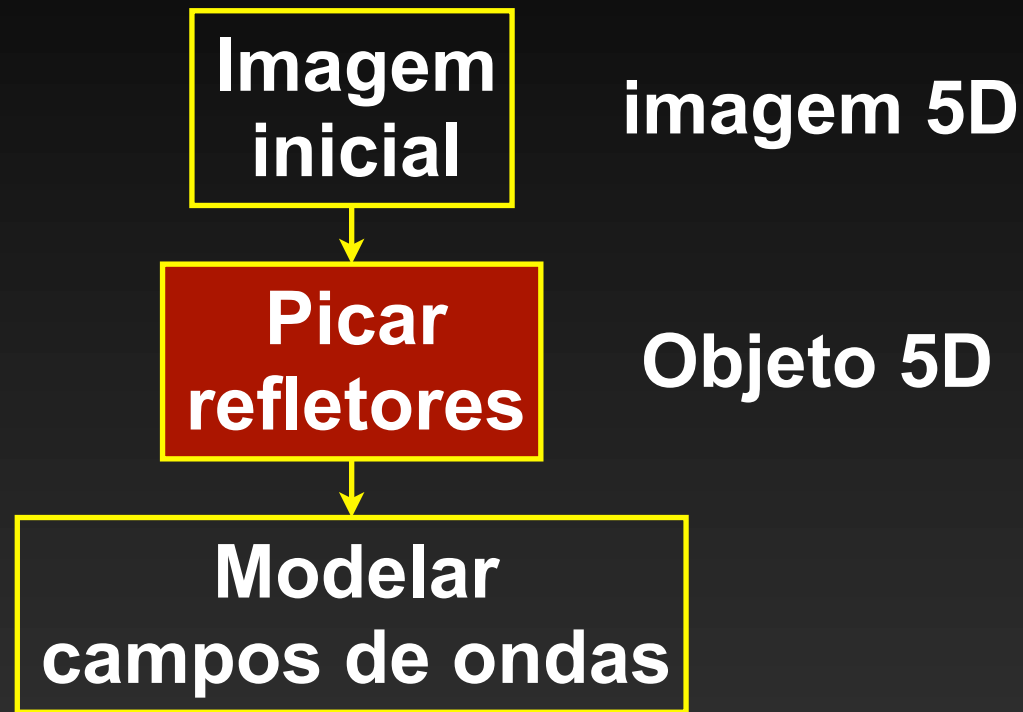 Imagem
inicial
imagem 5D
Picar
refletores
Objeto 5D
Modelar
campos de ondas